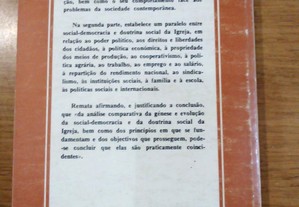 ção, bem como o seu comportamento face aos
problemas da sociedade contemporânea.
Na segunda parte, estabelece um paralelo entre
social-democracia e doutrina social da Igreja, em
relação ao poder político, aos direitos e liberdades
dos cidadãos, à política económica, à propriedade
dos meios de produção, ao cooperativismo, à polí-
tica agrária, ao trabalho, ao emprego e ao salário,
à repartição do rendimento nacional, ao sindica-
lismo, às instituições sociais, à família e à escola,
às políticas sociais e internacionais.
Remata afirmando, e justificando a conclusão,
que «da análise comparativa da génese e evolução
da social-democracia e da doutrina social da
Igreja, bem como dos princípios em que se fun-
damentam e dos objectivos que prosseguem, pode-
se concluir que elas são praticamente coinci-
dentes».